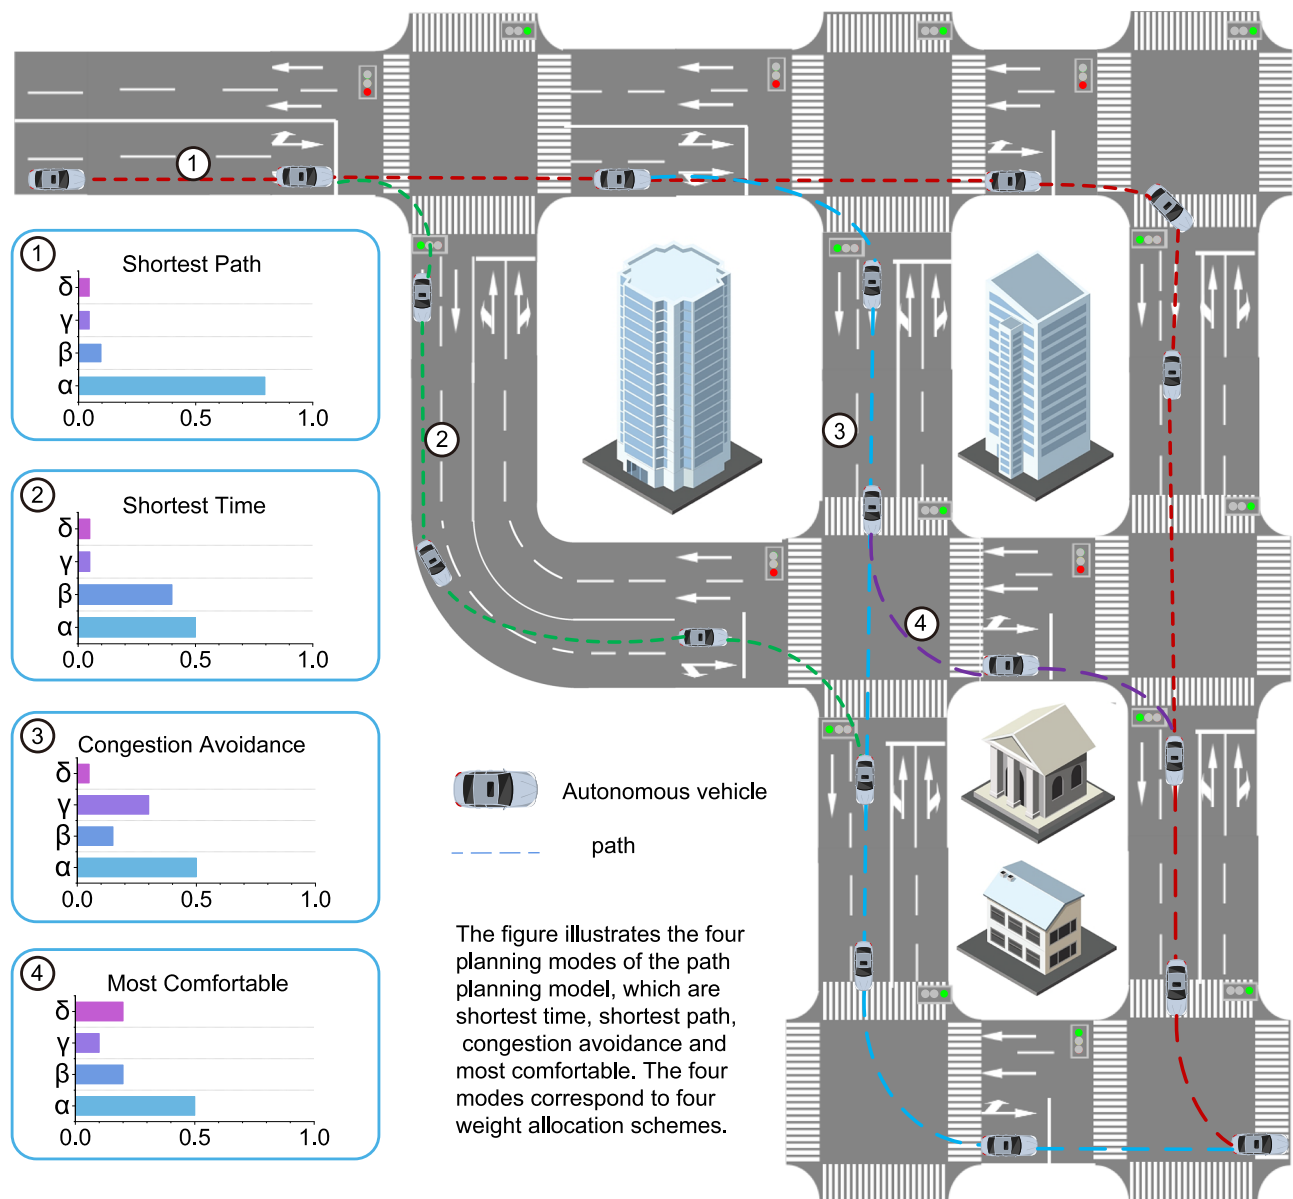 1
1
Shortest Path
δ
γ
β
α
0.0 0.5 1.0
2
Shortest Time
δ
γ
β
α
0.0 0.5 1.0
3
Congestion Avoidance
δ
γ
β
α
0.0 0.5 1.0
4
Most Comfortable
δ
γ
β
α
0.0 0.5 1.0
2
3
4
Autonomous vehicle
path
The figure illustrates the four
planning modes of the path
planning model, which are
shortest time, shortest path,
congestion avoidance and
most comfortable. The four
modes correspond to four
weight allocation schemes.